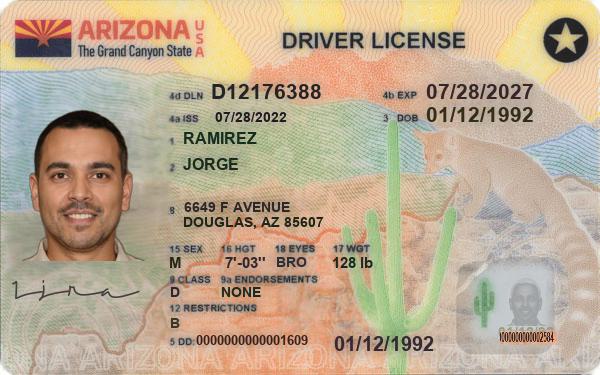 ARIZONA USA
The Grand Canyon State
DRIVER LICENSE
4d DLN D12176388
4b EXP 07/28/2027
4a ISS 07/28/2022
3 DOB 01/12/1992
1 RAMIREZ
2 JORGE
8 6649 F AVENUE
DOUGLAS, AZ 85607
15 SEX 16 HGT 18 EYES 17 WGT
M 7'-03" BRO 128 lb
9 CLASS 9a ENDORSEMENTS
D NONE
12 RESTRICTIONS
B
5 DD: 0000000000001609
01/12/1992
ARIZONA ARIZONA ARIZONA ARIZONA